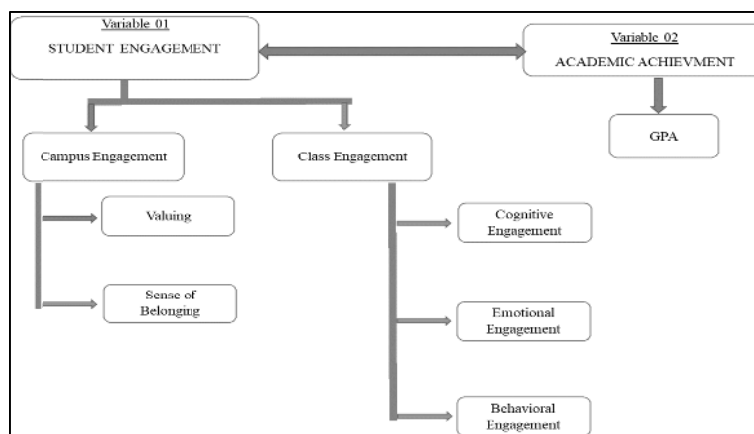 Variable 01
STUDENT ENGAGEMENT
Variable 02
ACADEMIC ACHIEVMENT
GPA
Campus Engagement
Class Engagement
Valuing
Cognitive
Engagement
Sense of
Belonging
Emotional
Engagement
Behavioral
Engagement